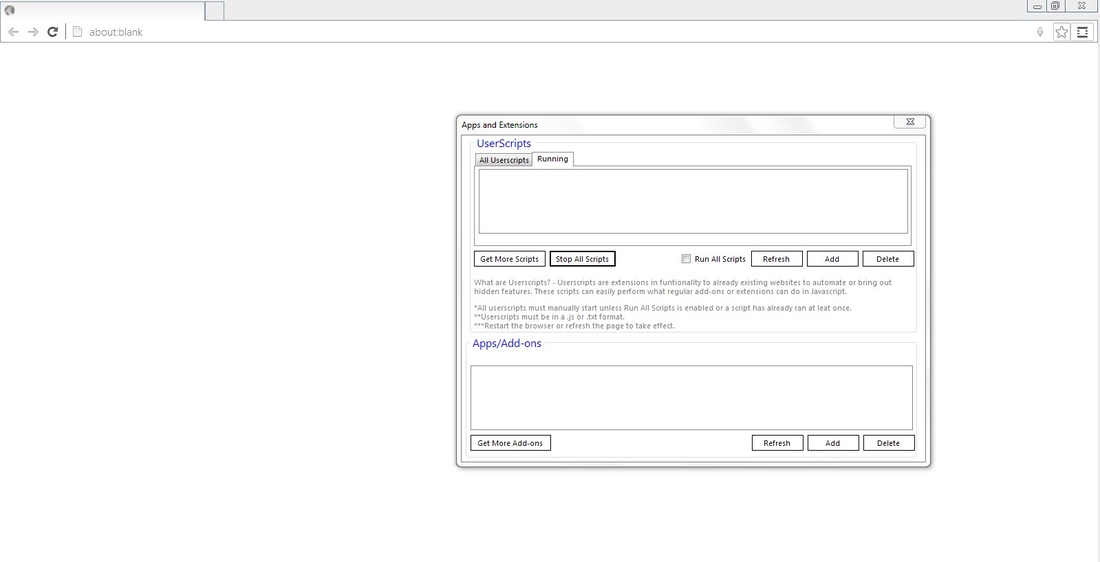 about:blank
Apps and Extensions
UserScripts
All Userscripts Running
Get More Scripts Stop All Scripts Run All Scripts Refresh Add Delete
What are Userscripts? - Userscripts are extensions in funtionality to already existing websites to automate or bring out
hidden features. These scripts can easily perform what regular add-ons or extensions can do in Javascript.
*All userscripts must manually start unless Run All Scripts is enabled or a script has already ran at leat once.
**Userscripts must be in a .js or .txt format.
***Restart the browser or refresh the page to take effect.
Apps/Add-ons
Get More Add-ons Refresh Add Delete